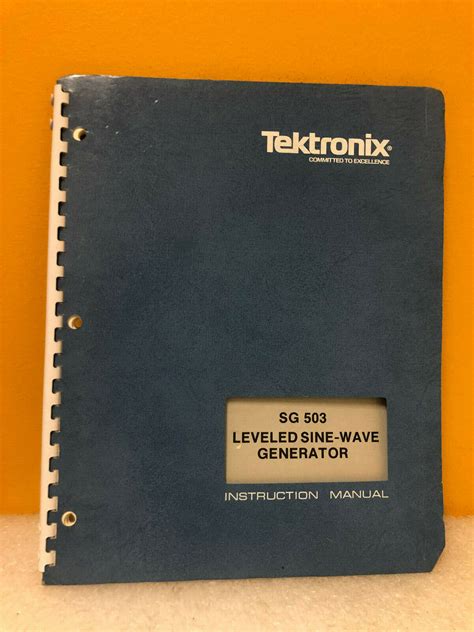 Tektronix®
COMMITTED TO EXCELLENCE
SG 503
LEVELED SINE-WAVE
GENERATOR
INSTRUCTION MANUAL